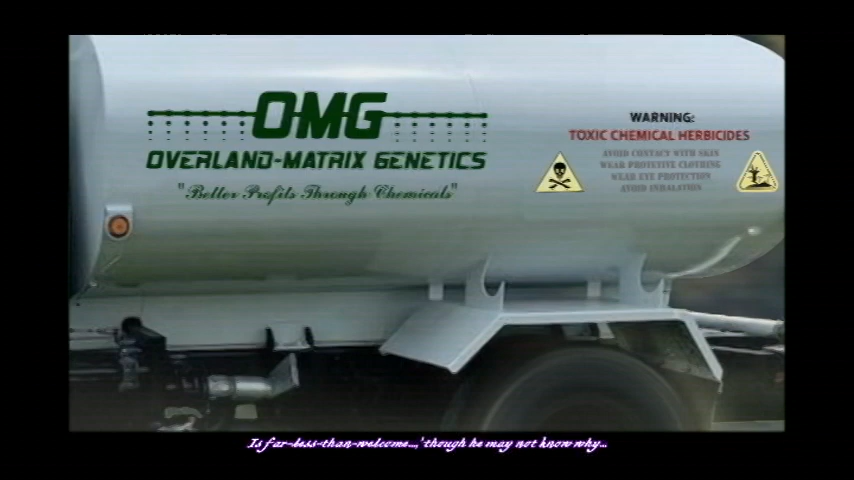 OMG
OVERLAND-MATRIX GENETICS
"Better Profits Through Chemicals"
WARNING:
TOXIC CHEMICAL HERBICIDES
AVOID CONTACT WITH SKIN
WEAR PROTETIVE CLOTHING
WEAR EYE PROTECTION
AVOID INHALATION
Is far-less-than-welcome...,'though he may not know why...